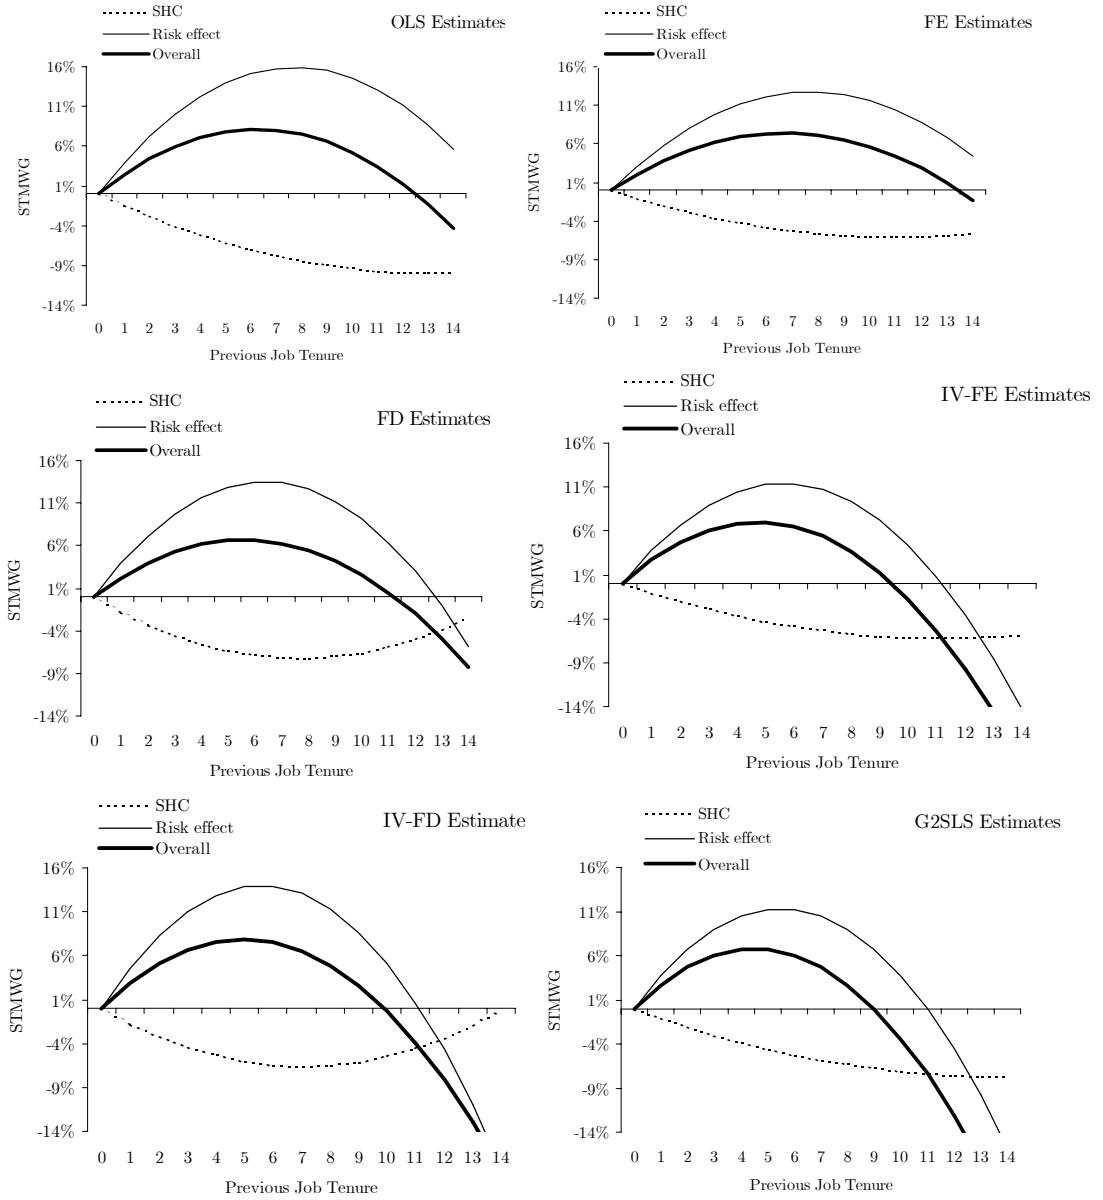 SHC
Risk effect
Overall
OLS Estimates
16%
11%
6%
1%
-4%
-9%
-14%
STMWG
0 1 2 3 4 5 6 7 8 9 10 11 12 13 14
Previous Job Tenure
SHC
Risk effect
Overall
FE Estimates
16%
11%
6%
1%
-4%
-9%
-14%
STMWG
0 1 2 3 4 5 6 7 8 9 10 11 12 13 14
Previous Job Tenure
SHC
Risk effect
Overall
FD Estimates
16%
11%
6%
1%
-4%
-9%
-14%
STMWG
0 1 2 3 4 5 6 7 8 9 10 11 12 13 14
Previous Job Tenure
SHC
Risk effect
Overall
IV-FE Estimates
16%
11%
6%
1%
-4%
-9%
-14%
STMWG
0 1 2 3 4 5 6 7 8 9 10 11 12 13 14
Previous Job Tenure
SHC
Risk effect
Overall
IV-FD Estimate
16%
11%
6%
1%
-4%
-9%
-14%
STMWG
0 1 2 3 4 5 6 7 8 9 10 11 12 13 14
Previous Job Tenure
SHC
Risk effect
Overall
G2SLS Estimates
16%
11%
6%
1%
-4%
-9%
-14%
STMWG
0 1 2 3 4 5 6 7 8 9 10 11 12 13 14
Previous Job Tenure